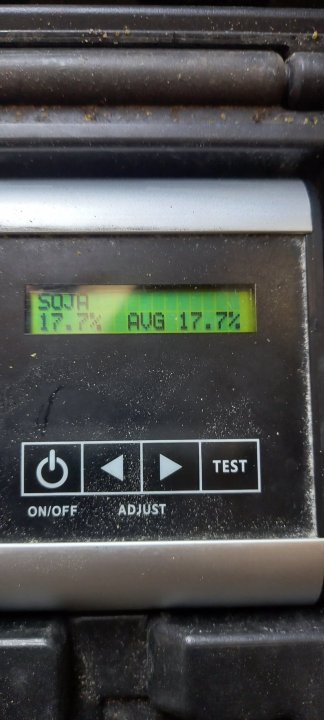 SOJA
17.7% AVG 17.7%
TEST
ON/OFF ADJUST